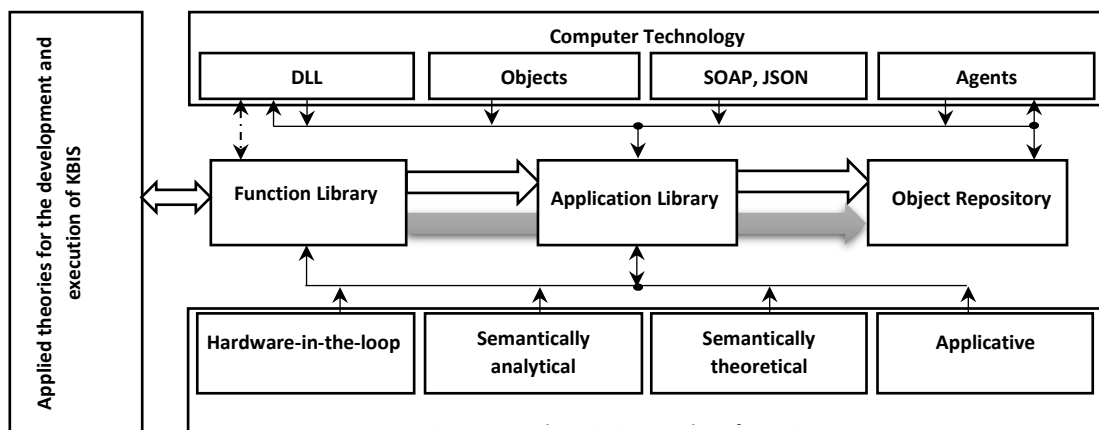 Applied theories for the development and
execution of KBIS
Computer Technology
DLL
Objects
SOAP, JSON
Agents
Function Library
Application Library
Object Repository
Hardware-in-the-loop
Semantically
analytical
Semantically
theoretical
Applicative